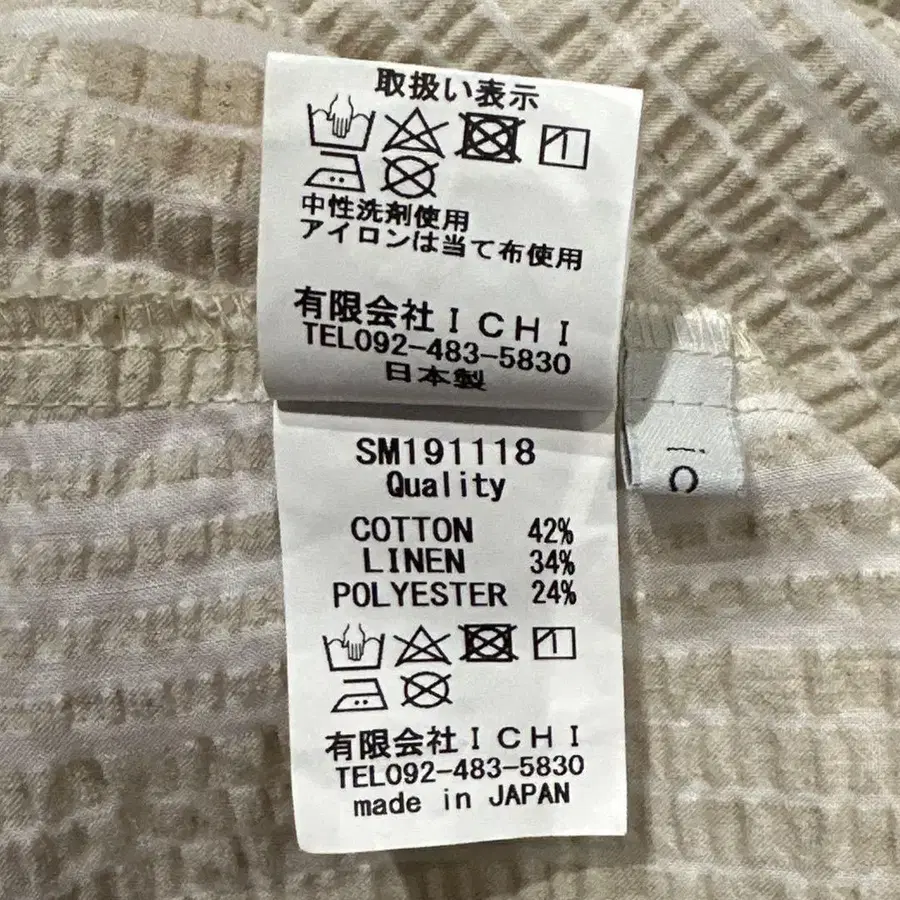 取扱い表示
中性洗剤使用
アイロンは当て布使用
有限会社ICHI
TEL092-483-5830
日本製
SM191118
Quality
COTTON 42%
LINEN 34%
POLYESTER 24%
有限会社ICHI
TEL092-483-5830
made in JAPAN
ic